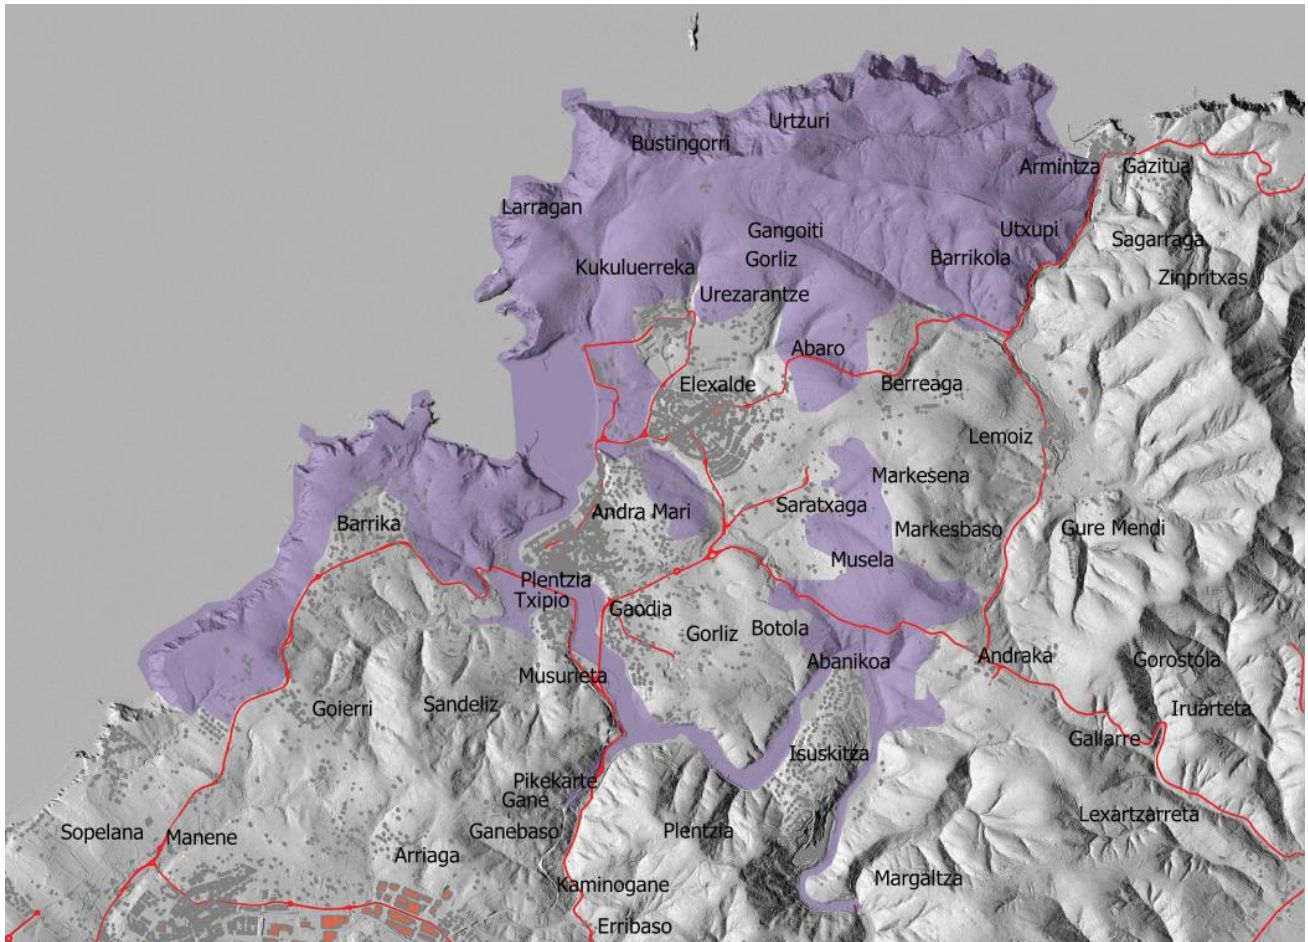 Urtzuri
Bustingorri
Armintza
Gazitua
Larragan
Gangoiti
Utxupi
Sagarraga
Gorliz
Barrikola
Kukuluerreka
Zinpritxas
Urezarantze
Abaro
Elexalde
Berreaga
Lemoiz
Markesena
Saratxaga
Andra Mari
Barrika
Markesbaso
Gure Mendi
Musela
Plentzia
Txipio
Gaodia
Gorliz
Botola
Andraka
Abanikoa
Gorostola
Musurieta
Sandeliz
Goierri
Iruarteta
Gallarre
Isuskitza
Pikekarte
Gane
Lexartzarreta
Sopelana
Manene
Ganebaso
Plentzia
Arriaga
Margaltza
Kaminogane
Erribaso